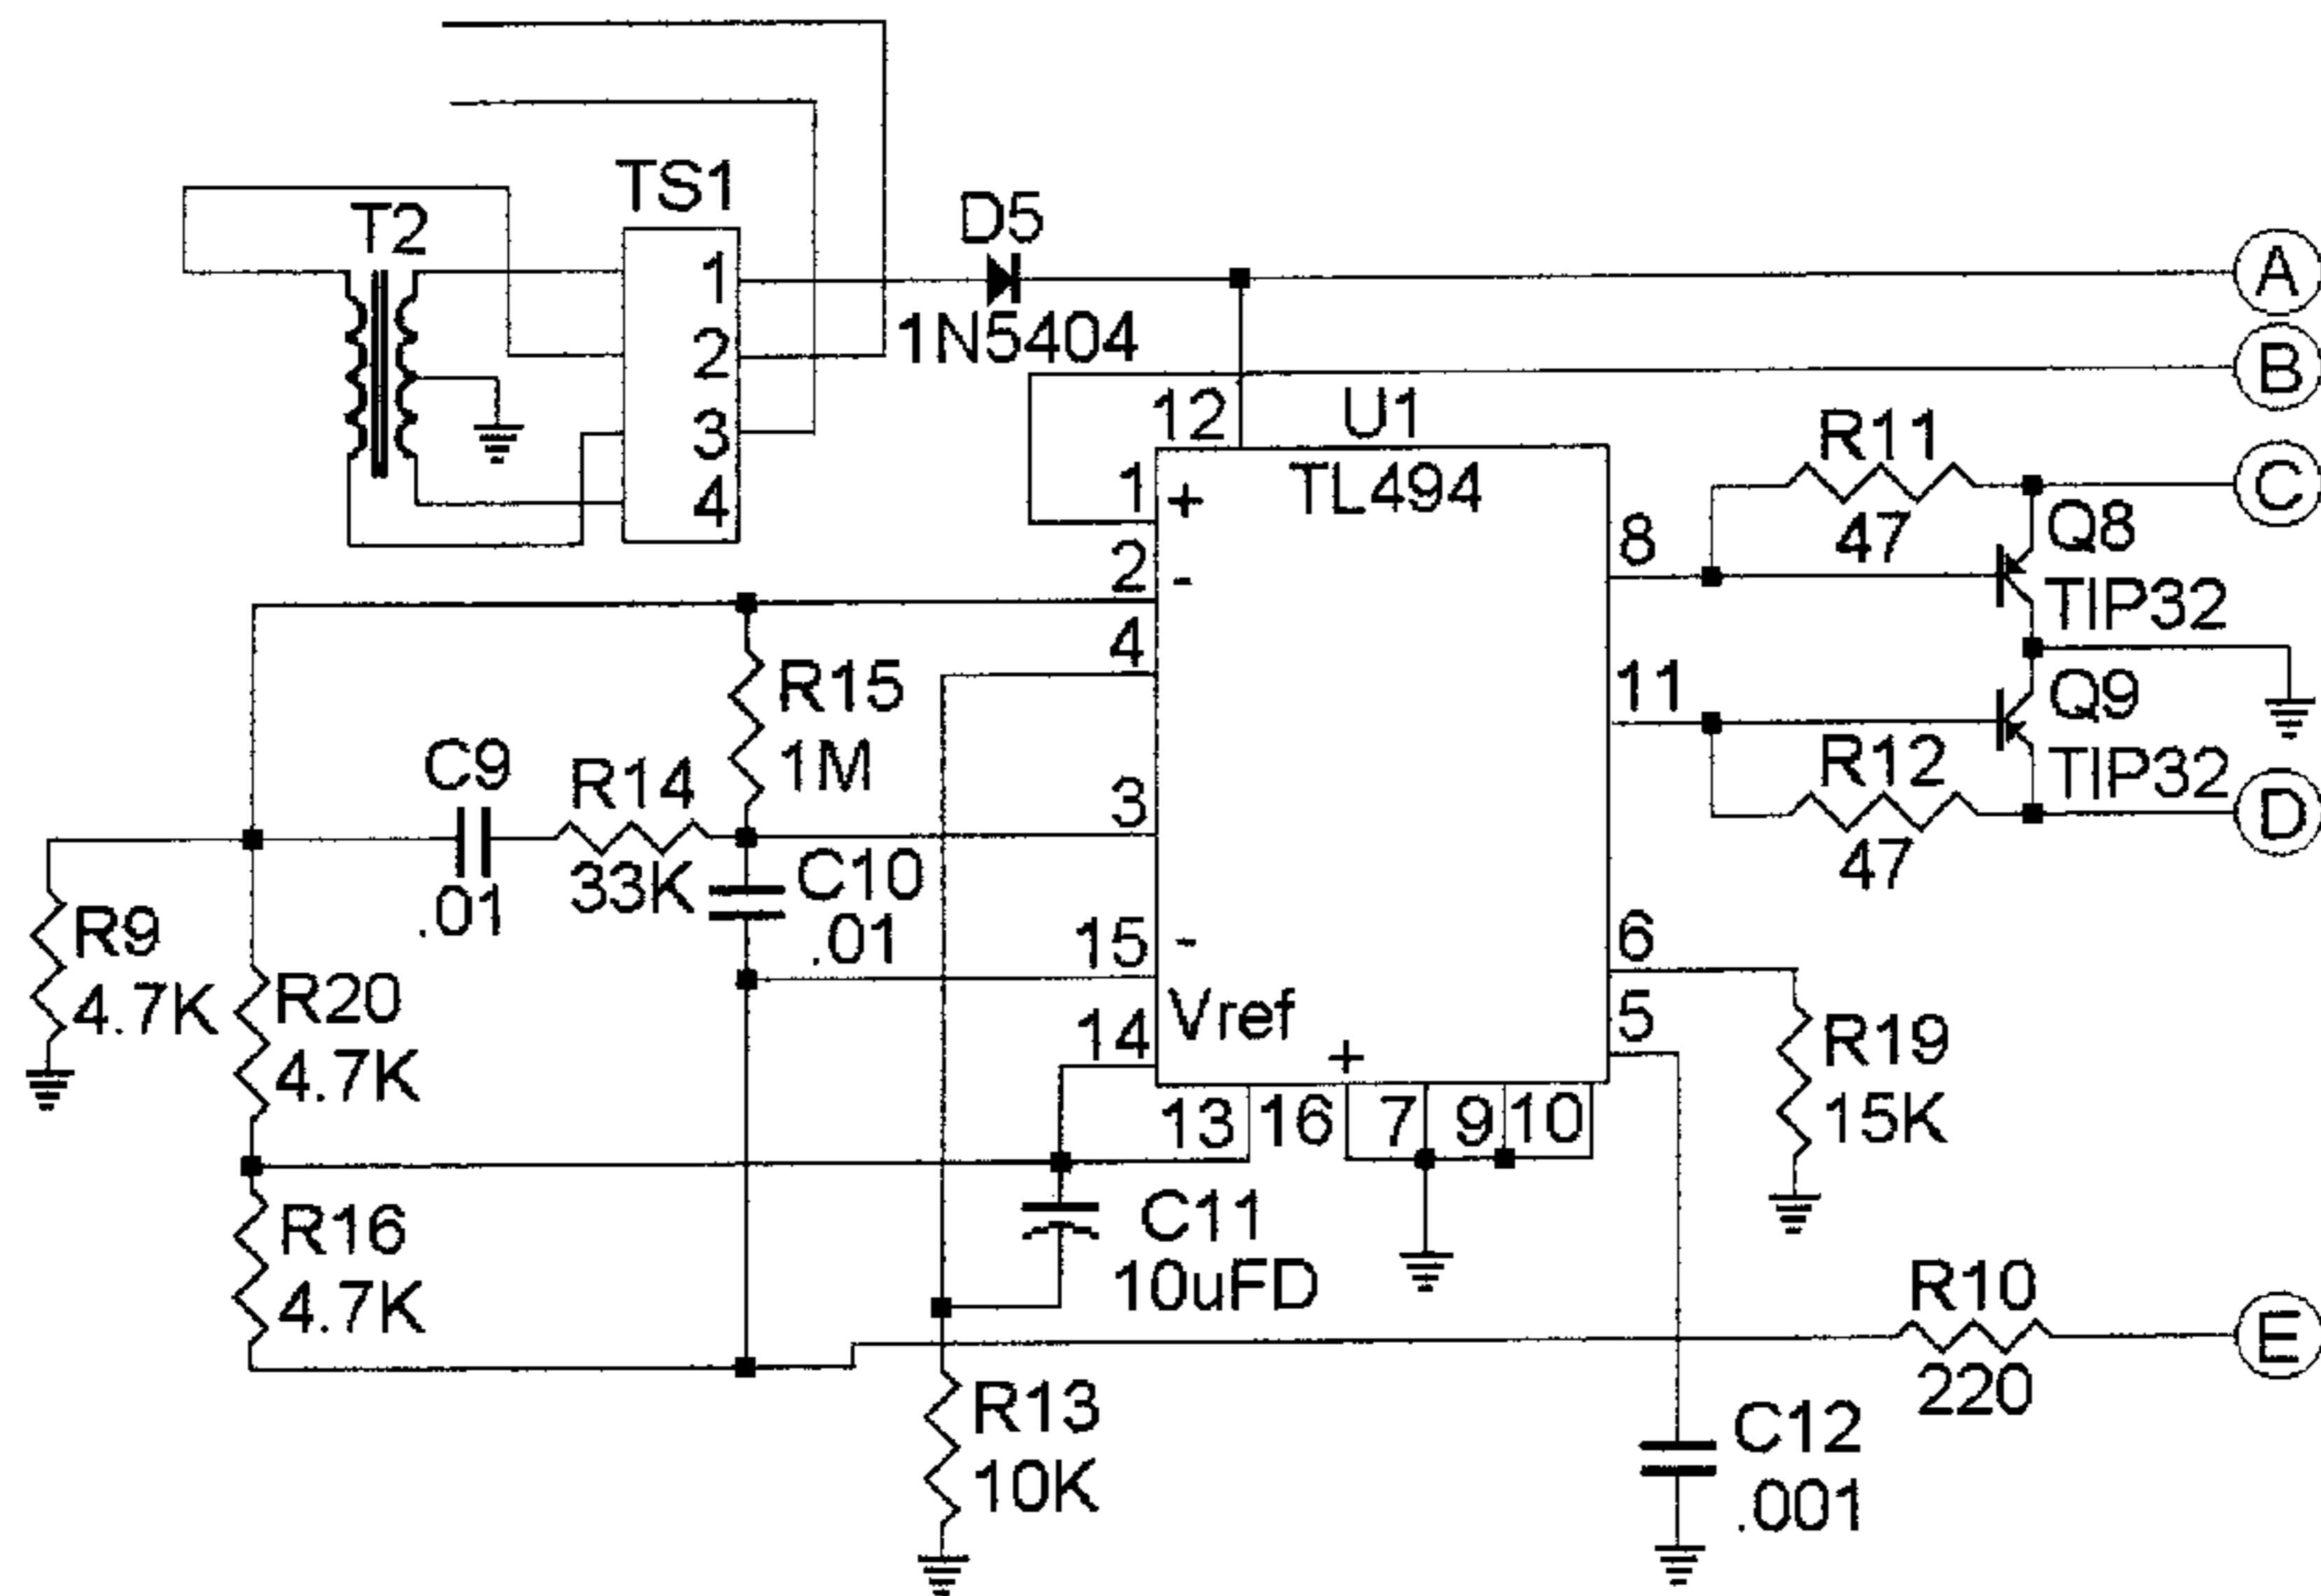 TS1
T2
D5
1
A
2
1N5404
B
3
4
12
U1
R11
1
+
TL494
C
47
8
Q8
2
-
TIP32
4
R15
1M
11
Q9
TIP32
C9
R14
3
R12
D
47
33K
C10
.01
.01
R9
4.7K
15
-
6
R20
4.7K
Vref
5
14
+
R19
15K
13
16
7
9
10
R16
4.7K
C11
10uFD
R10
E
220
R13
10K
C12
.001